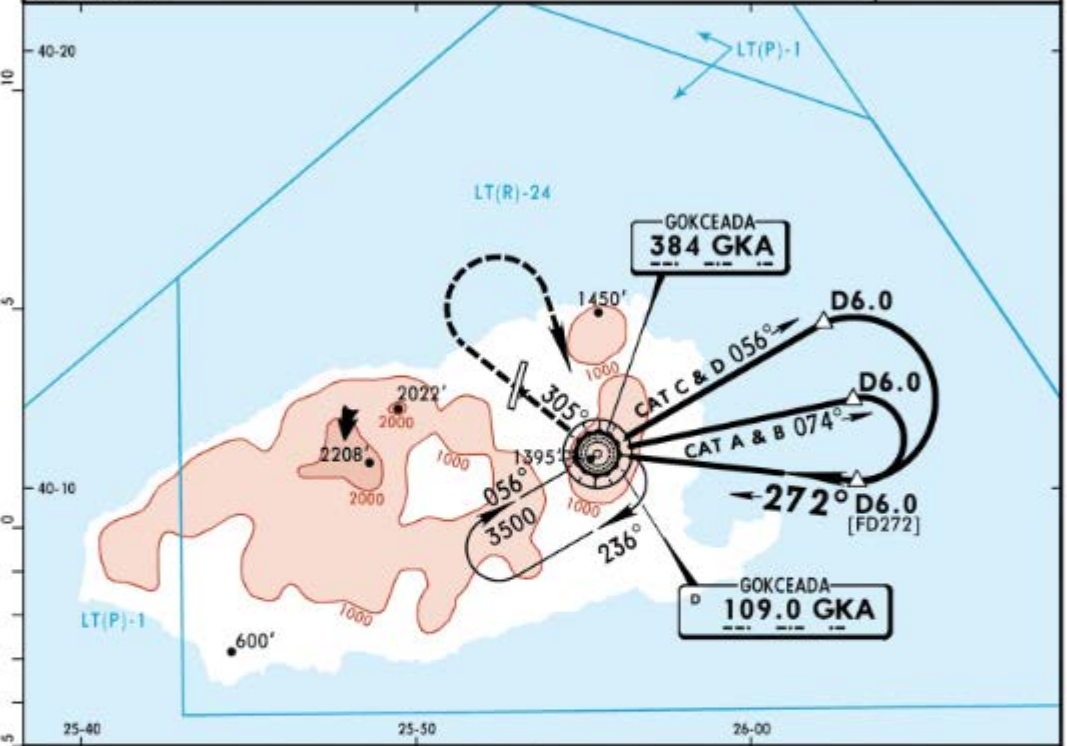 40-20
10
LT(P)-1
LT(R)-24
GOKCEADA
384 GKA
5
1450'
D6.0
1000
CAT C & D 056°
D6.0
2022'
2000
305°
CAT A & B 074°
2208'
1000
1395'
40-10
2000
056°
1000
272°
D6.0
[FD272]
3500
0
236°
GOKCEADA
D 109.0 GKA
1000
LT(P)-1
600'
25-40
25-50
26-00
5